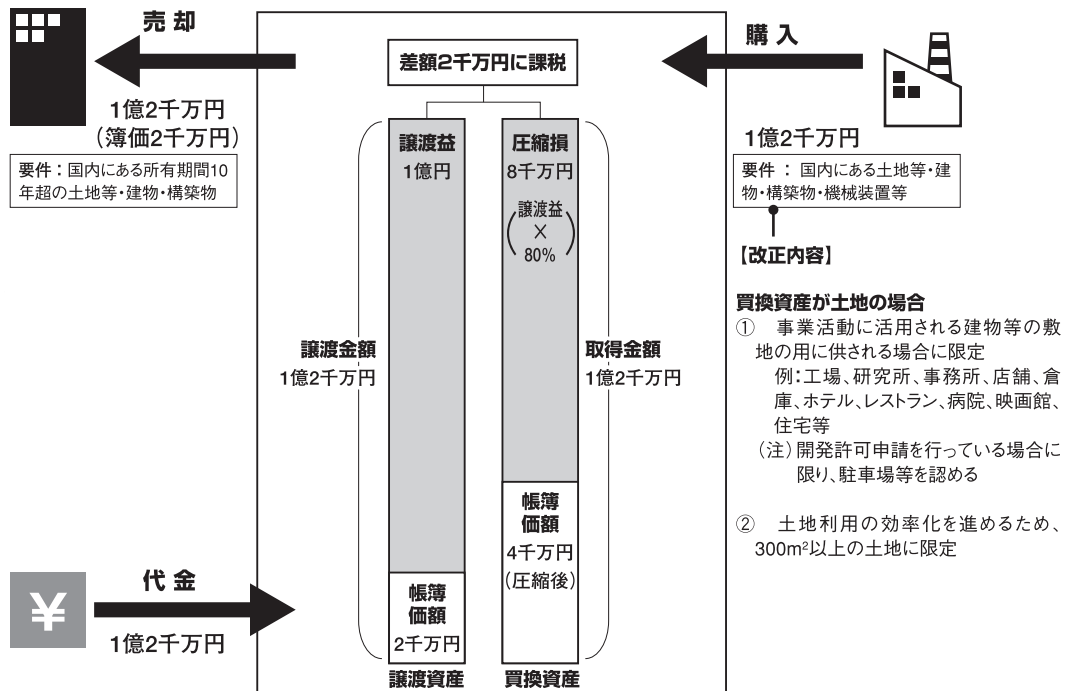 売却
1億2千万円
（簿価2千万円）
要件：国内にある所有期間10
年超の土地等・建物・構築物
代金
¥
1億2千万円
差額2千万円に課税
譲渡益
1億円
圧縮損
8千万円
（譲渡益
×
80%）
譲渡金額
1億2千万円
取得金額
1億2千万円
帳簿
価額
2千万円
帳簿
価額
4千万円
（圧縮後）
譲渡資産
買換資産
購入
1億2千万円
要件：国内にある土地等・建
物・構築物・機械装置等
【改正内容】
買換資産が土地の場合
①　事業活動に活用される建物等の敷
地の用に供される場合に限定
例：工場、研究所、事務所、店舗、倉
庫、ホテル、レストラン、病院、映画館、
住宅等
（注）開発許可申請を行っている場合に
限り、駐車場等を認める
②　土地利用の効率化を進めるため、
300m²以上の土地に限定